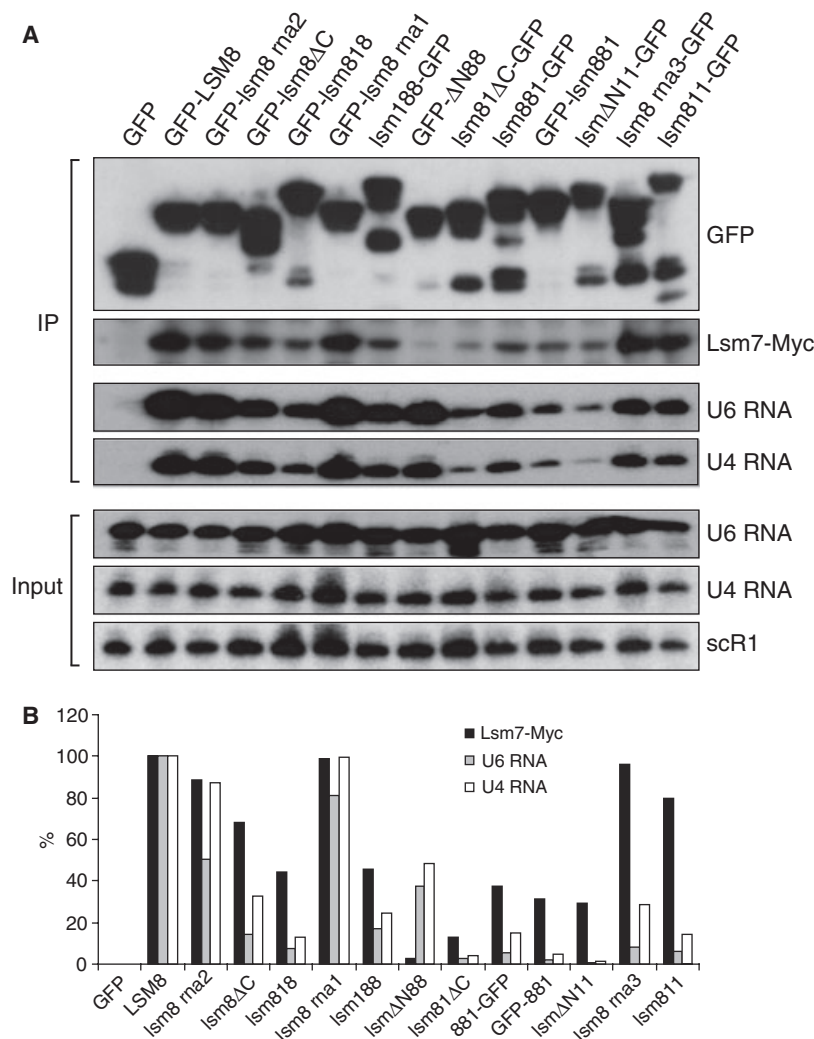 A
GFP
GFP-LSM8
GFP-lsm8 rna2
GFP-lsm8ΔC
GFP-lsm818
GFP-lsm8 rna1
lsm188-GFP
GFP-ΔN88
lsm81ΔC-GFP
lsm881-GFP
GFP-lsm881
lsmΔN11-GFP
lsm8 rna3-GFP
lsm811-GFP
IP
GFP
Lsm7-Myc
U6 RNA
U4 RNA
Input
U6 RNA
U4 RNA
scR1
B
120
100
80
60
40
20
0
%
Lsm7-Myc
U6 RNA
U4 RNA
GFP
LSM8
lsm8 rna2
lsm8ΔC
lsm818
lsm8 rna1
lsm188
lsmΔN88
lsm81ΔC
881-GFP
GFP-881
lsmΔN11
lsm8 rna3
lsm811